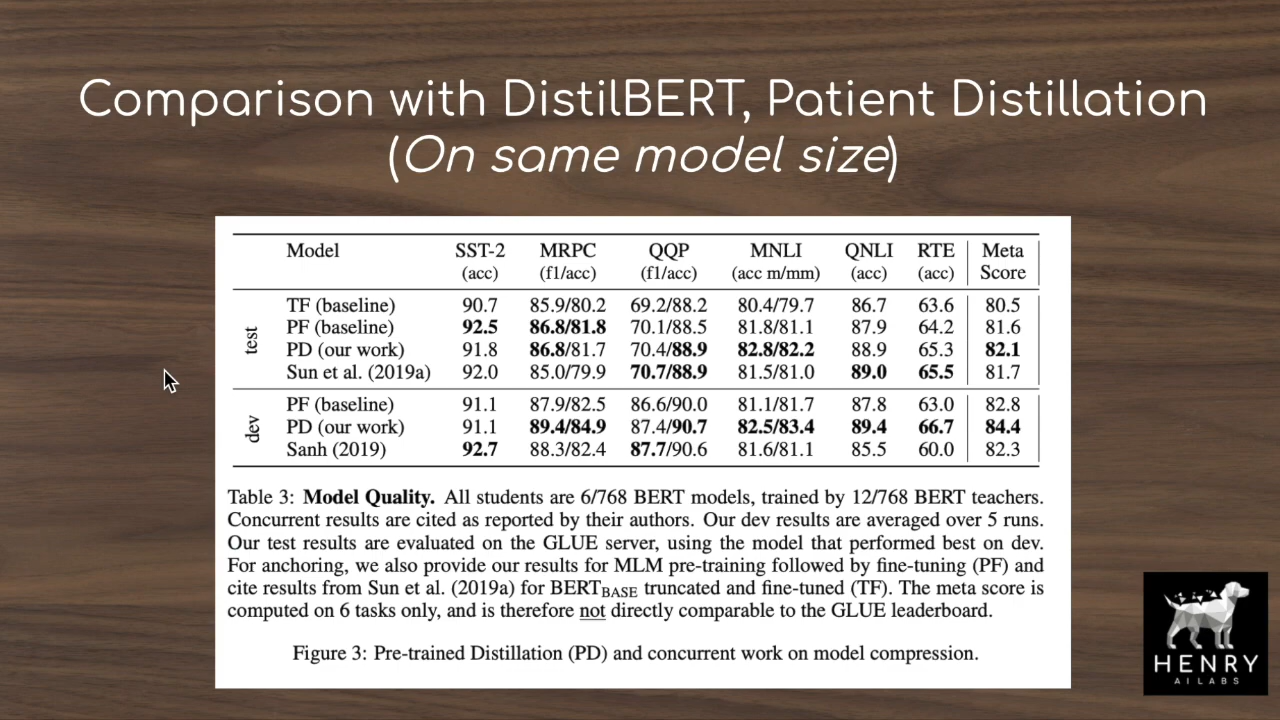 Comparison with DistilBERT, Patient Distillation
(On same model size)
Model SST-2 MRPC QQP MNLI QNLI RTE Meta
(acc) (f1/acc) (f1/acc) (acc m/mm) (acc) (acc) Score
test
TF (baseline) 90.7 85.9/80.2 69.2/88.2 80.4/79.7 86.7 63.6 80.5
PF (baseline) 92.5 86.8/81.8 70.1/88.5 81.8/81.1 87.9 64.2 81.6
PD (our work) 91.8 86.8/81.7 70.4/88.9 82.8/82.2 88.9 65.3 82.1
Sun et al. (2019a) 92.0 85.0/79.9 70.7/88.9 81.5/81.0 89.0 65.5 81.7
dev
PF (baseline) 91.1 87.9/82.5 86.6/90.0 81.1/81.7 87.8 63.0 82.8
PD (our work) 91.1 89.4/84.9 87.4/90.7 82.5/83.4 89.4 66.7 84.4
Sanh (2019) 92.7 88.3/82.4 87.7/90.6 81.6/81.1 85.5 60.0 82.3
Table 3: Model Quality. All students are 6/768 BERT models, trained by 12/768 BERT teachers.
Concurrent results are cited as reported by their authors. Our dev results are averaged over 5 runs.
Our test results are evaluated on the GLUE server, using the model that performed best on dev.
For anchoring, we also provide our results for MLM pre-training followed by fine-tuning (PF) and
cite results from Sun et al. (2019a) for BERTBASE truncated and fine-tuned (TF). The meta score is
computed on 6 tasks only, and is therefore not directly comparable to the GLUE leaderboard.
Figure 3: Pre-trained Distillation (PD) and concurrent work on model compression.
HENRY
AI LABS